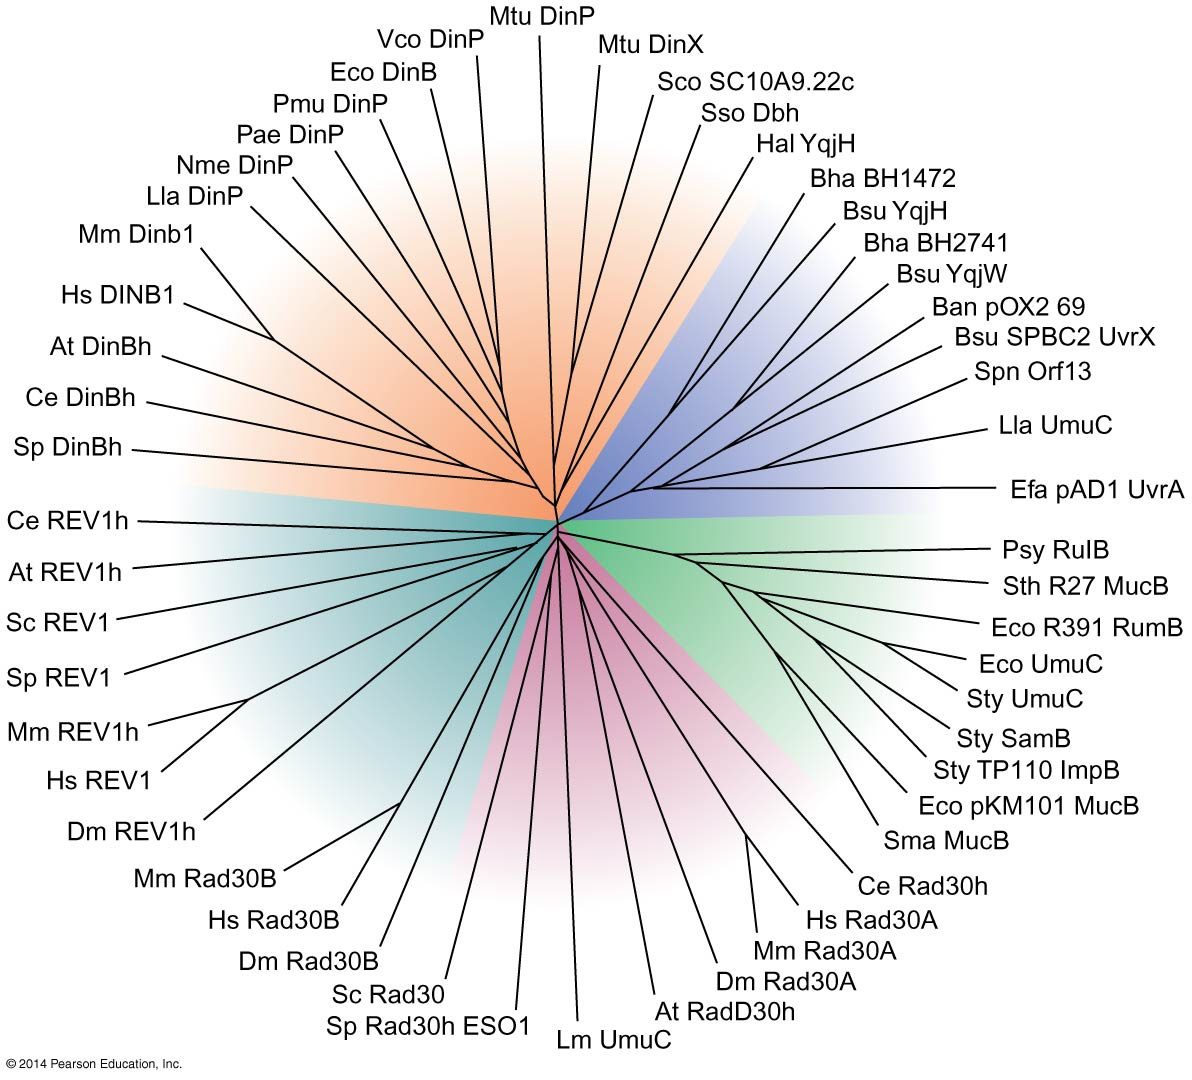 Mtu DinP
Mtu DinX
Sco SC10A9.22c
Sso Dbh
Hal YqjH
Bha BH1472
Bsu YqjH
Bha BH2741
Bsu YqjW
Ban pOX2 69
Bsu SPBC2 UvrX
Spn Orf13
Lla UmuC
Efa pAD1 UvrA
Psy RulB
Sth R27 MucB
Eco R391 RumB
Eco UmuC
Sty UmuC
Sty SamB
Sty TP110 ImpB
Eco pKM101 MucB
Sma MucB
Ce Rad30h
Hs Rad30A
Mm Rad30A
Dm Rad30A
At RadD30h
Lm UmuC
Sp Rad30h ESO1
Sc Rad30
Dm Rad30B
Hs Rad30B
Mm Rad30B
Dm REV1h
Hs REV1
Mm REV1h
Sp REV1
Sc REV1
At REV1h
Ce REV1h
Sp DinBh
Ce DinBh
At DinBh
Hs DINB1
Mm Dinb1
Lla DinP
Nme DinP
Pae DinP
Pmu DinP
Eco DinB
Vco DinP
© 2014 Pearson Education, Inc.